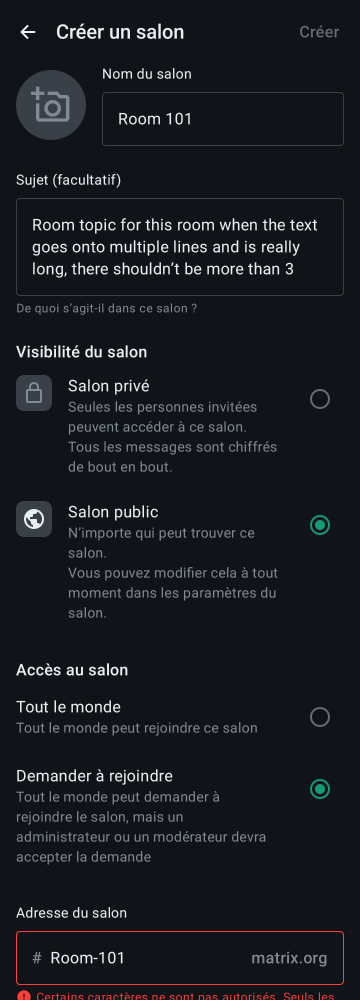 Créer un salon
Créer
Nom du salon
Room 101
Sujet (facultatif)
Room topic for this room when the text
goes onto multiple lines and is really
long, there shouldn’t be more than 3
De quoi s’agit-il dans ce salon ?
Visibilité du salon
Salon privé
Seules les personnes invitées
peuvent accéder à ce salon.
Tous les messages sont chiffrés
de bout en bout.
Salon public
N’importe qui peut trouver ce
salon.
Vous pouvez modifier cela à tout
moment dans les paramètres du
salon.
Accès au salon
Tout le monde
Tout le monde peut rejoindre ce salon
Demander à rejoindre
Tout le monde peut demander à
rejoindre le salon, mais un
administrateur ou un modérateur devra
accepter la demande
Adresse du salon
# Room-101 matrix.org
Certains caractères ne sont pas autorisés. Seuls les